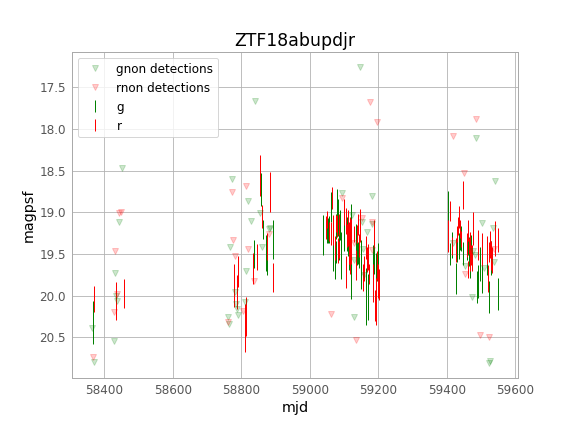 ZTF18abupdjr
gnon detections
rnon detections
g
r
magpsf
17.5
18.0
18.5
19.0
19.5
20.0
20.5
58400
58600
58800
59000
59200
59400
59600
mjd